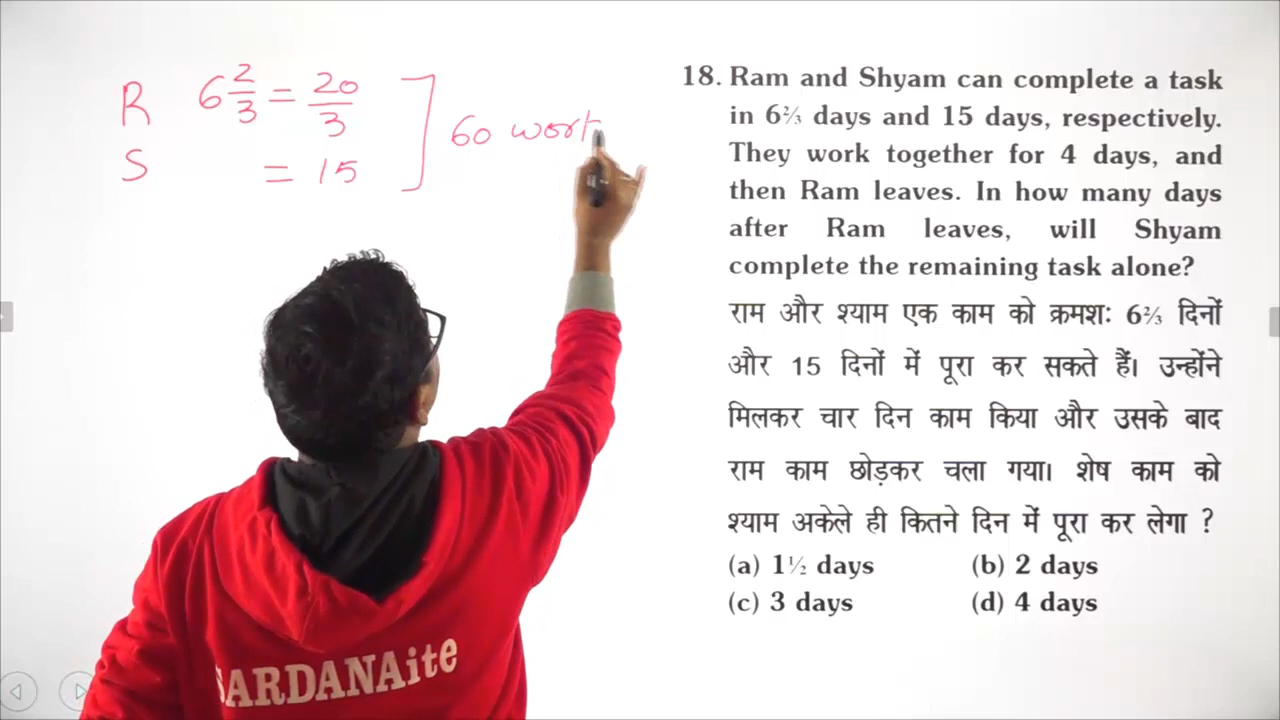 R 6 2/3 = 20/3
S = 15
60 work
18. Ram and Shyam can complete a task
in 6⅔ days and 15 days, respectively.
They work together for 4 days, and
then Ram leaves. In how many days
after Ram leaves, will Shyam
complete the remaining task alone?
राम और श्याम एक काम को क्रमशः 6⅔ दिनों
और 15 दिनों में पूरा कर सकते हैं। उन्होंने
मिलकर चार दिन काम किया और उसके बाद
राम काम छोड़कर चला गया। शेष काम को
श्याम अकेले ही कितने दिन में पूरा कर लेगा ?
(a) 1½ days (b) 2 days
(c) 3 days (d) 4 days
SARDANAite